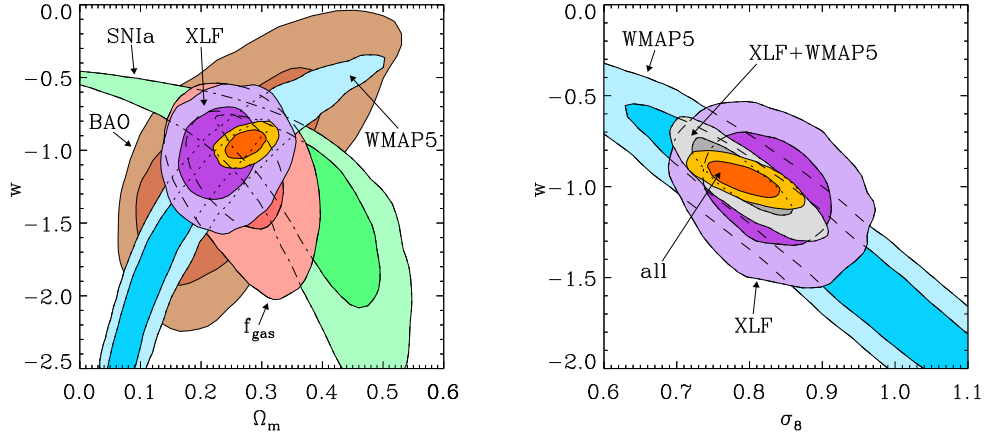 0.0
−0.5
−1.0
−1.5
−2.0
−2.5
w
SNIa
XLF
BAO
WMAP5
f_gas
0.0 0.1 0.2 0.3 0.4 0.5 0.6
Ω_m
0.0
−0.5
−1.0
−1.5
−2.0
w
WMAP5
XLF+WMAP5
all
XLF
0.6 0.7 0.8 0.9 1.0 1.1
σ_8